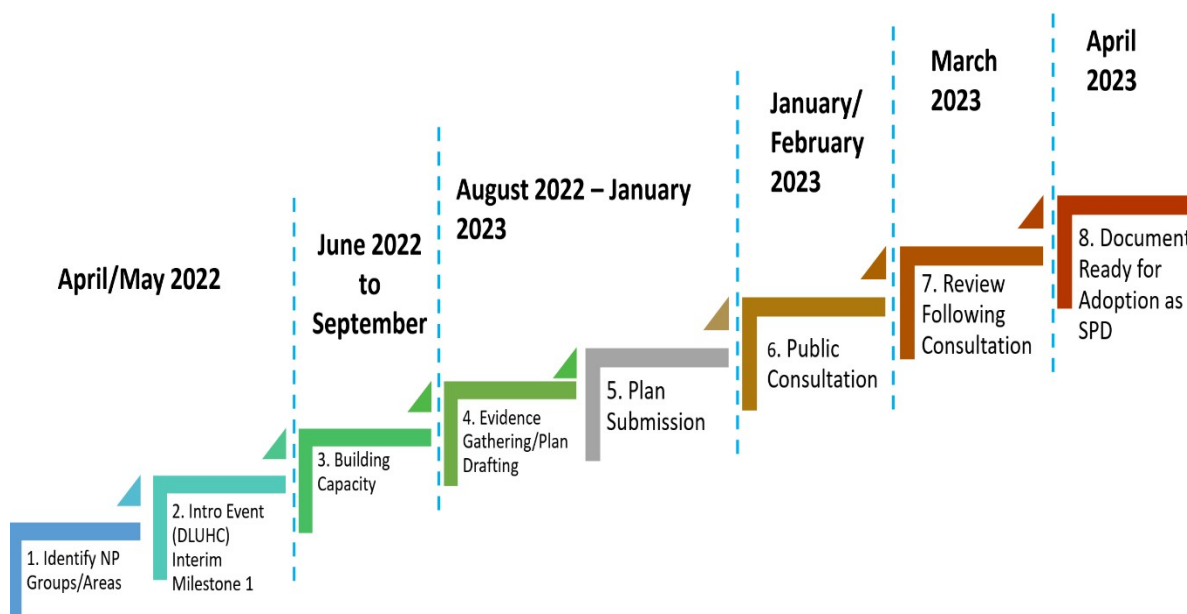 April/May 2022
1. Identify NP
Groups/Areas
2. Intro Event
(DLUHC)
Interim
Milestone 1
June 2022
to
September
3. Building
Capacity
August 2022 – January
2023
4. Evidence
Gathering/Plan
Drafting
5. Plan
Submission
January/
February
2023
6. Public
Consultation
March
2023
7. Review
Following
Consultation
April
2023
8. Document
Ready for
Adoption as
SPD